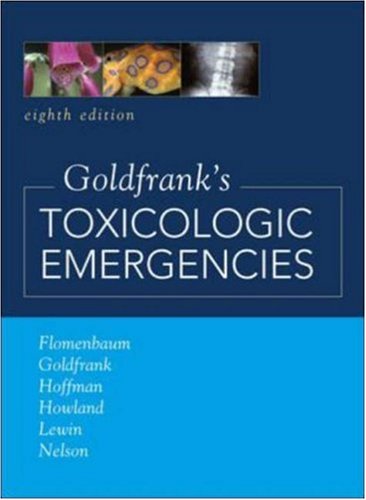 eighth edition
Goldfrank's
TOXICOLOGIC
EMERGENCIES
Flomenbaum
Goldfrank
Hoffman
Howland
Lewin
Nelson